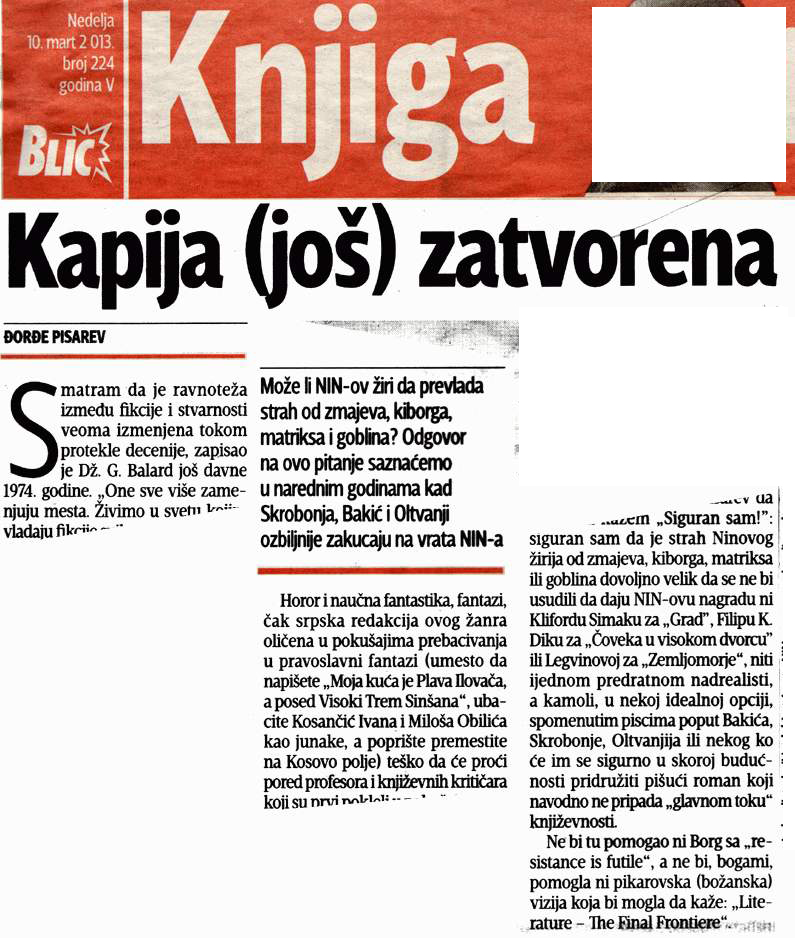 Nedelja
10. mart 2 013.
broj 224
godina V
BLIC
Knjiga
Kapija (još) zatvorena
ĐORĐE PISAREV
Smatram da je ravnoteža
između fikcije i stvarnosti
veoma izmenjena tokom
protekle decenije, zapisao
je Dž. G. Balard još davne
1974. godine. „One sve više zame-
njuju mesta. Živimo u svetu
vladaju
Može li NIN-ov žiri da prevlada
strah od zmajeva, kiborga,
matriksa i goblina? Odgovor
na ovo pitanje saznaćemo
u narednim godinama kad
Skrobonja, Bakić i Oltvanji
ozbiljnije zakucaju na vrata NIN-a
Horor i naučna fantastika, fantazi,
čak srpska redakcija ovog žanra
oličena u pokušajima prebacivanja
u pravoslavni fantazi (umesto da
napišete „Moja kuća je Plava Ilovača,
a posed Visoki Trem Sinšana“, uba-
cite Kosančić Ivana i Miloša Obilića
kao junake, a poprište premestite
na Kosovo polje) teško da će proći
pored profesora i književnih kritičara
koji su prvi
da
kažem „Siguran sam!”:
siguran sam da je strah Ninovog
žirija od zmajeva, kiborga, matriksa
ili goblina dovoljno velik da se ne bi
usudili da daju NIN-ovu nagradu ni
Klifordu Simaku za „Grad”, Filipu K.
Diku za „Čoveka u visokom dvorcu”
ili Legvinovoj za „Zemljomorje“, niti
ijednom predratnom nadrealisti,
a kamoli, u nekoj idealnoj opciji,
spomenutim piscima poput Bakića,
Skrobonje, Oltvanjija ili nekog ko
će im se sigurno u skoroj buduć-
nosti pridružiti pišući roman koji
navodno ne pripada „glavnom toku“
književnosti.
Ne bi tu pomogao ni Borg sa „re-
sistance is futile“, a ne bi, bogami,
pomogla ni pikarovska (božanska)
vizija koja bi mogla da kaže: „Lite-
rature – The Final Frontiere“.